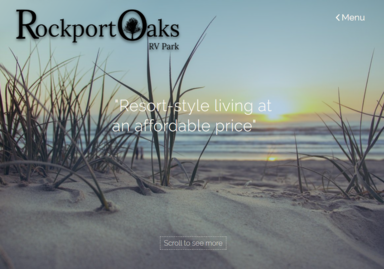 Rockport Oaks
RV Park
Menu
"Resort-style living at
an affordable price"
Scroll to see more